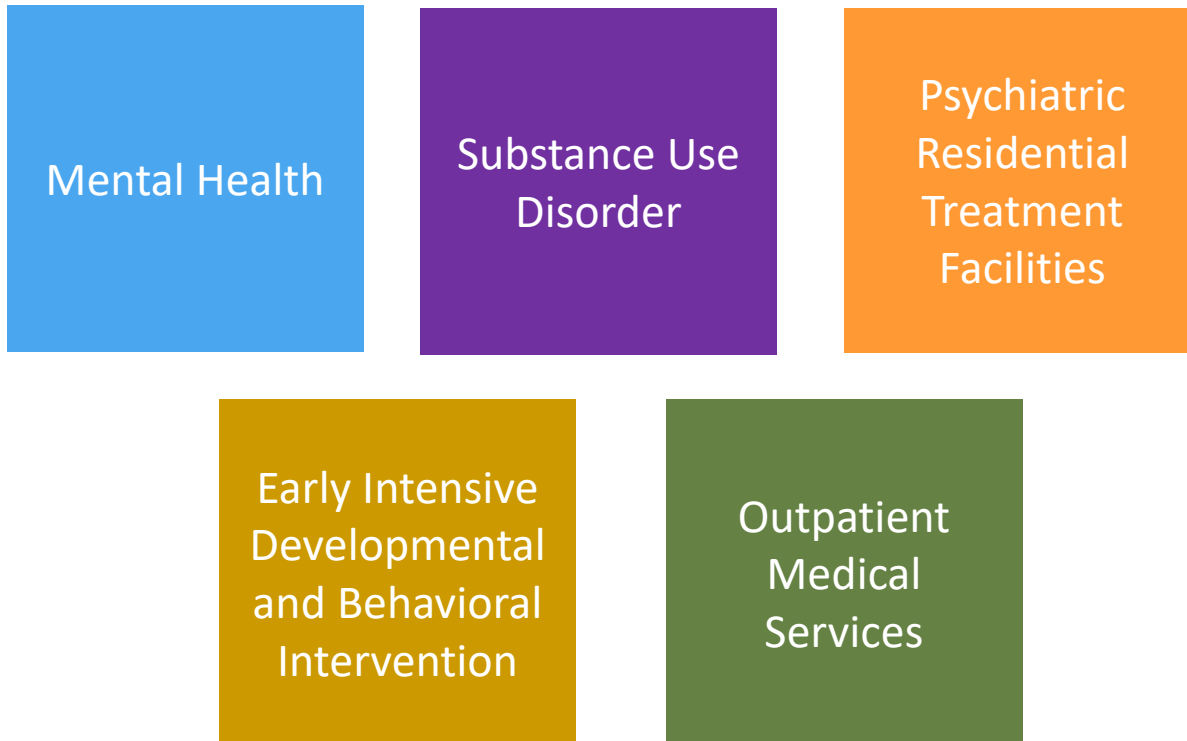 Mental Health
Substance Use
Disorder
Psychiatric
Residential
Treatment
Facilities
Early Intensive
Developmental
and Behavioral
Intervention
Outpatient
Medical
Services